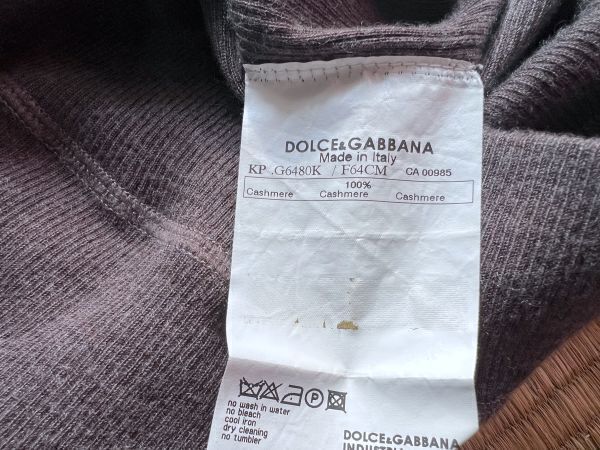 DOLCE&GABBANA
Made in Italy
KP .G6480K / F64CM CA 00985
100%
Cashmere Cashmere Cashmere
no wash in water
no bleach
cool iron
dry cleaning
no tumbler
DOLCE&GABBANA